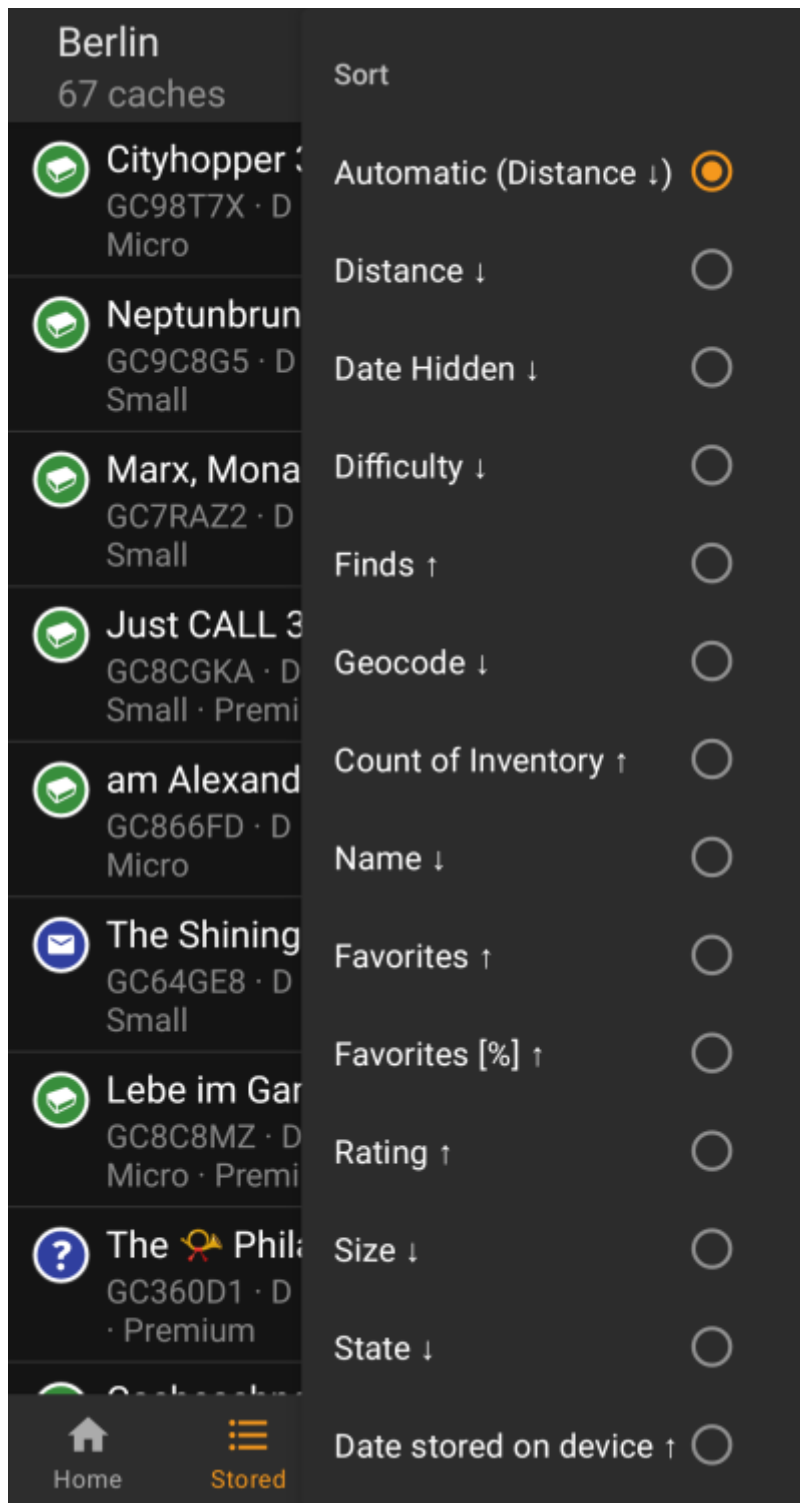 Berlin
67 caches
Cityhopper
GC98T7X · D
Micro
Neptunbrun
GC9C8G5 · D
Small
Marx, Mona
GC7RAZ2 · D
Small
Just CALL 3
GC8CGKA · D
Small · Premi
am Alexand
GC866FD · D
Micro
The Shining
GC64GE8 · D
Small
Lebe im Gar
GC8C8MZ · D
Micro · Premi
The 📯 Phila
GC360D1 · D
· Premium
Home
Stored
Sort
Automatic (Distance ↓)
Distance ↓
Date Hidden ↓
Difficulty ↓
Finds ↑
Geocode ↓
Count of Inventory ↑
Name ↓
Favorites ↑
Favorites [%] ↑
Rating ↑
Size ↓
State ↓
Date stored on device ↑